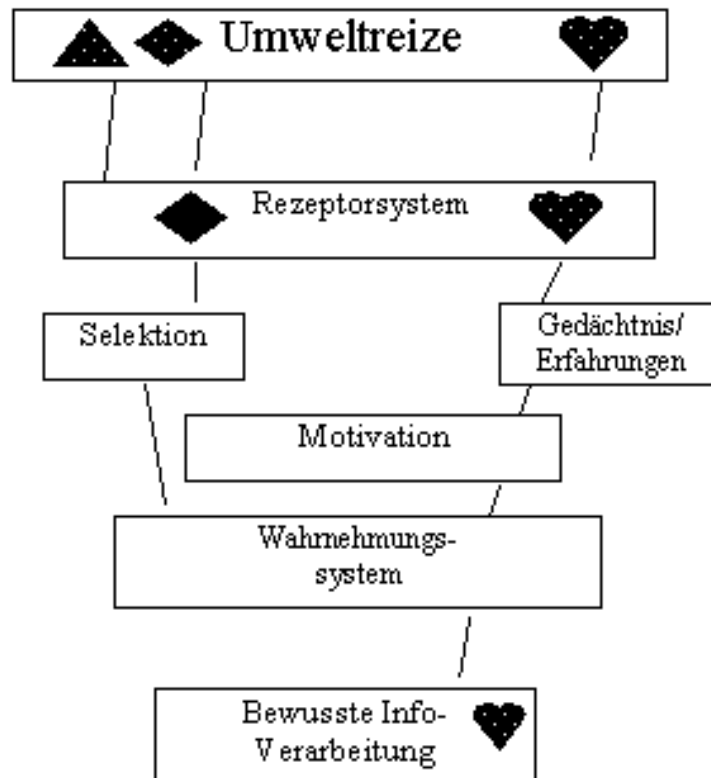 Umweltreize
Rezeptorsystem
Selektion
Gedächtnis/
Erfahrungen
Motivation
Wahrnehmungs-
system
Bewusste Info-
Verarbeitung